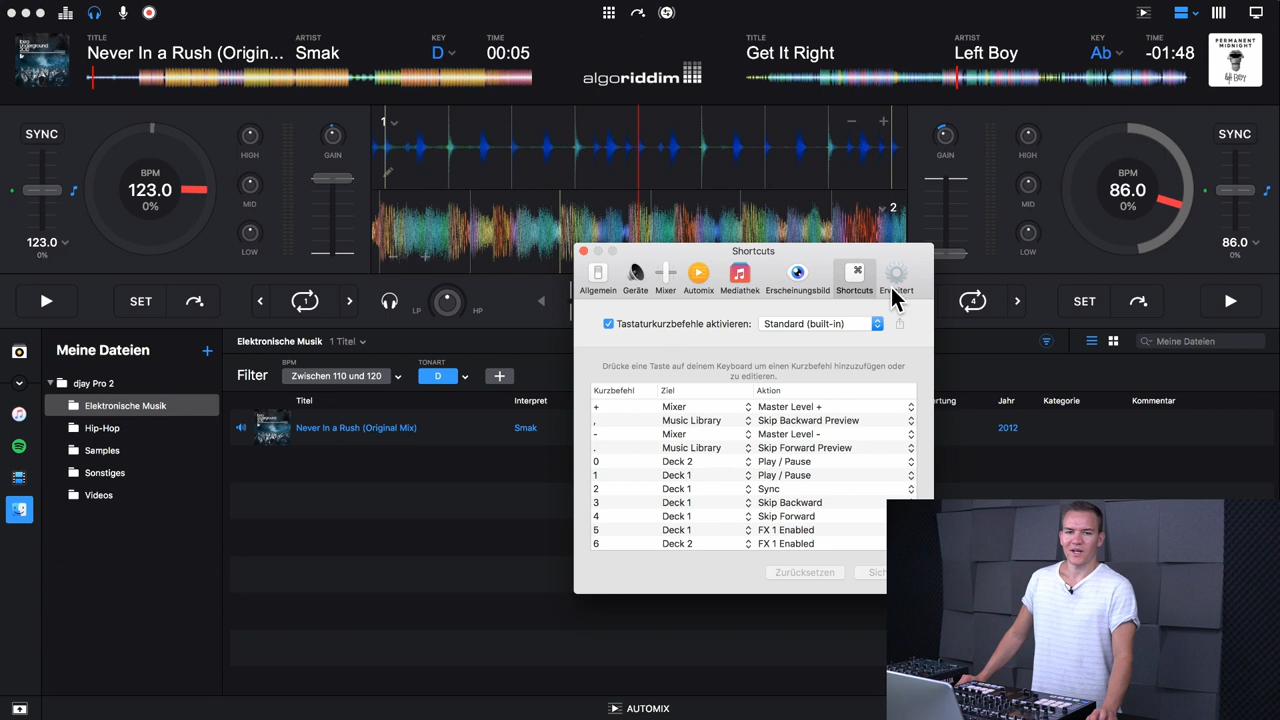 TITLE
Never In a Rush (Origin...
ARTIST
Smak
KEY
D
TIME
00:05
algoriddim
TITLE
Get It Right
ARTIST
Left Boy
KEY
Ab
TIME
-01:48
PERMANENT
MIDNIGHT
SYNC
BPM
123.0
0%
HIGH
MID
LOW
GAIN
123.0
0%
1
2
GAIN
HIGH
MID
LOW
BPM
86.0
0%
SYNC
86.0
0%
SET
1
LP
HP
4
SET
Shortcuts
Allgemein
Geräte
Mixer
Automix
Mediathek
Erscheinungsbild
Shortcuts
Tastaturkurzbefehle aktivieren:
Standard (built-in)
Drücke eine Taste auf deinem Keyboard um einen Kurzbefehl hinzuzufügen oder
zu editieren.
Kurzbefehl Ziel Aktion
+ Mixer Master Level +
, Music Library Skip Backward Preview
- Mixer Master Level -
. Music Library Skip Forward Preview
0 Deck 2 Play / Pause
1 Deck 1 Play / Pause
2 Deck 1 Sync
3 Deck 1 Skip Backward
4 Deck 1 Skip Forward
5 Deck 1 FX 1 Enabled
6 Deck 2 FX 1 Enabled
Zurücksetzen
Meine Dateien
+
djay Pro 2
Elektronische Musik
Hip-Hop
Samples
Sonstiges
Videos
Elektronische Musik 1 Titel
Meine Dateien
Filter
BPM
Zwischen 110 und 120
TONART
D
+
Titel
Interpret
Jahr
Kategorie
Kommentar
Never In a Rush (Original Mix)
Smak
2012
AUTOMIX